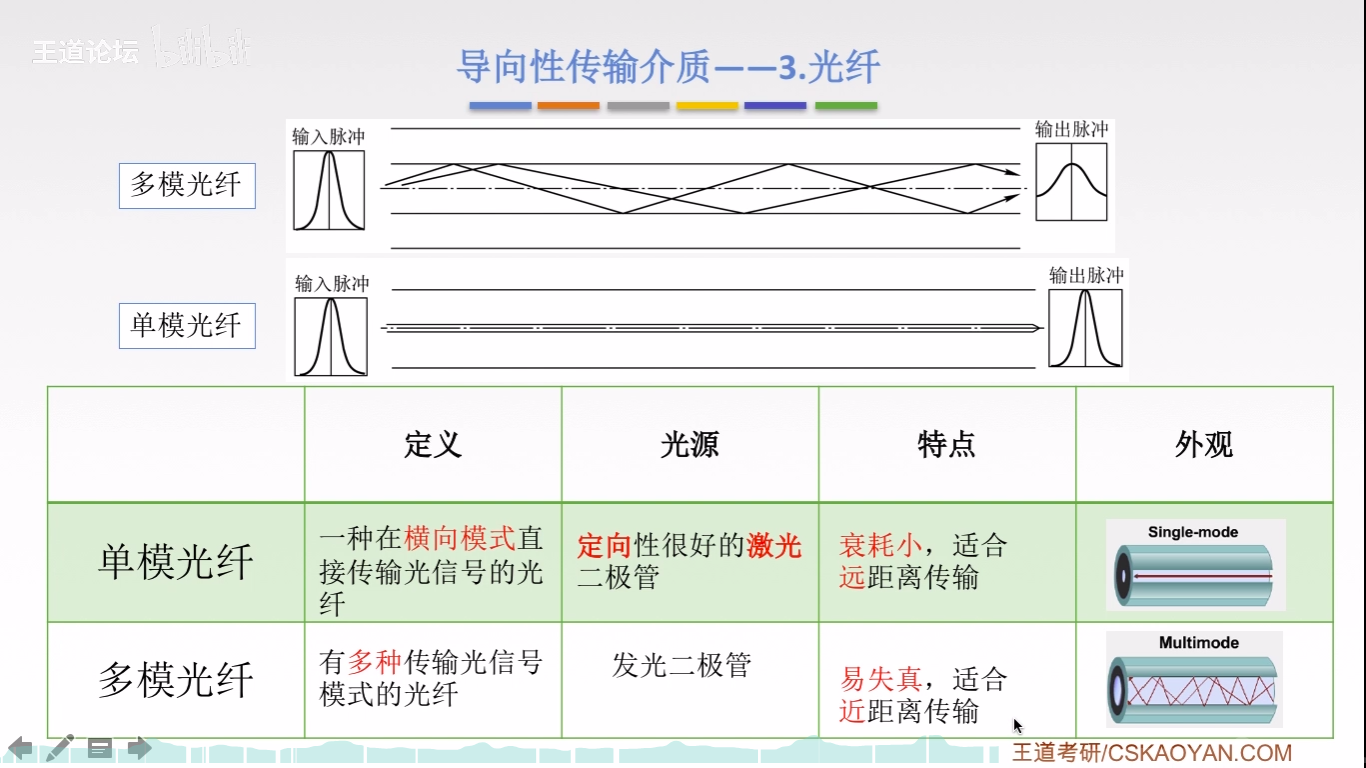 王道论坛 bilibili
导向性传输介质——3.光纤
输入脉冲
输出脉冲
多模光纤
输入脉冲
输出脉冲
单模光纤
定义
光源
特点
外观
单模光纤
一种在横向模式直
接传输光信号的光
纤
定向性很好的激光
二极管
衰耗小，适合
远距离传输
Single-mode
多模光纤
有多种传输光信号
模式的光纤
发光二极管
易失真，适合
近距离传输
Multimode
王道考研/CSKAOYAN.COM